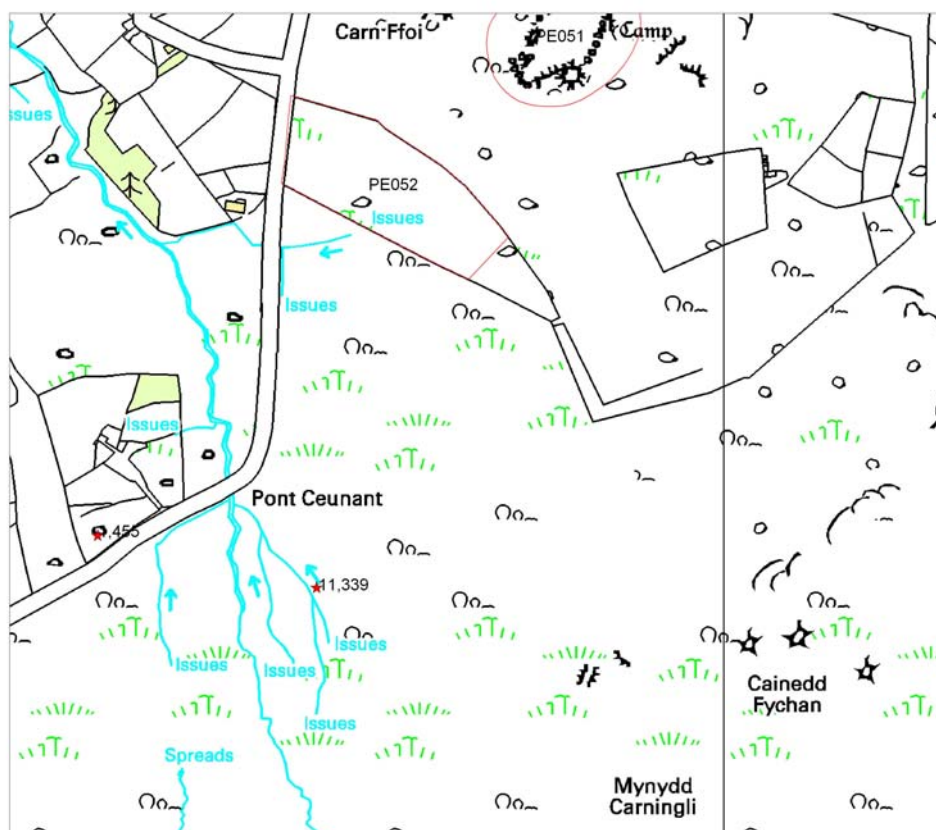 Carn Ffoi
PE051
Camp
Issues
PE052
Issues
Issues
Issues
Pont Ceunant
,455
11,339
Issues
Issues
Issues
Issues
Cainedd
Fychan
Spreads
Mynydd
Carningli